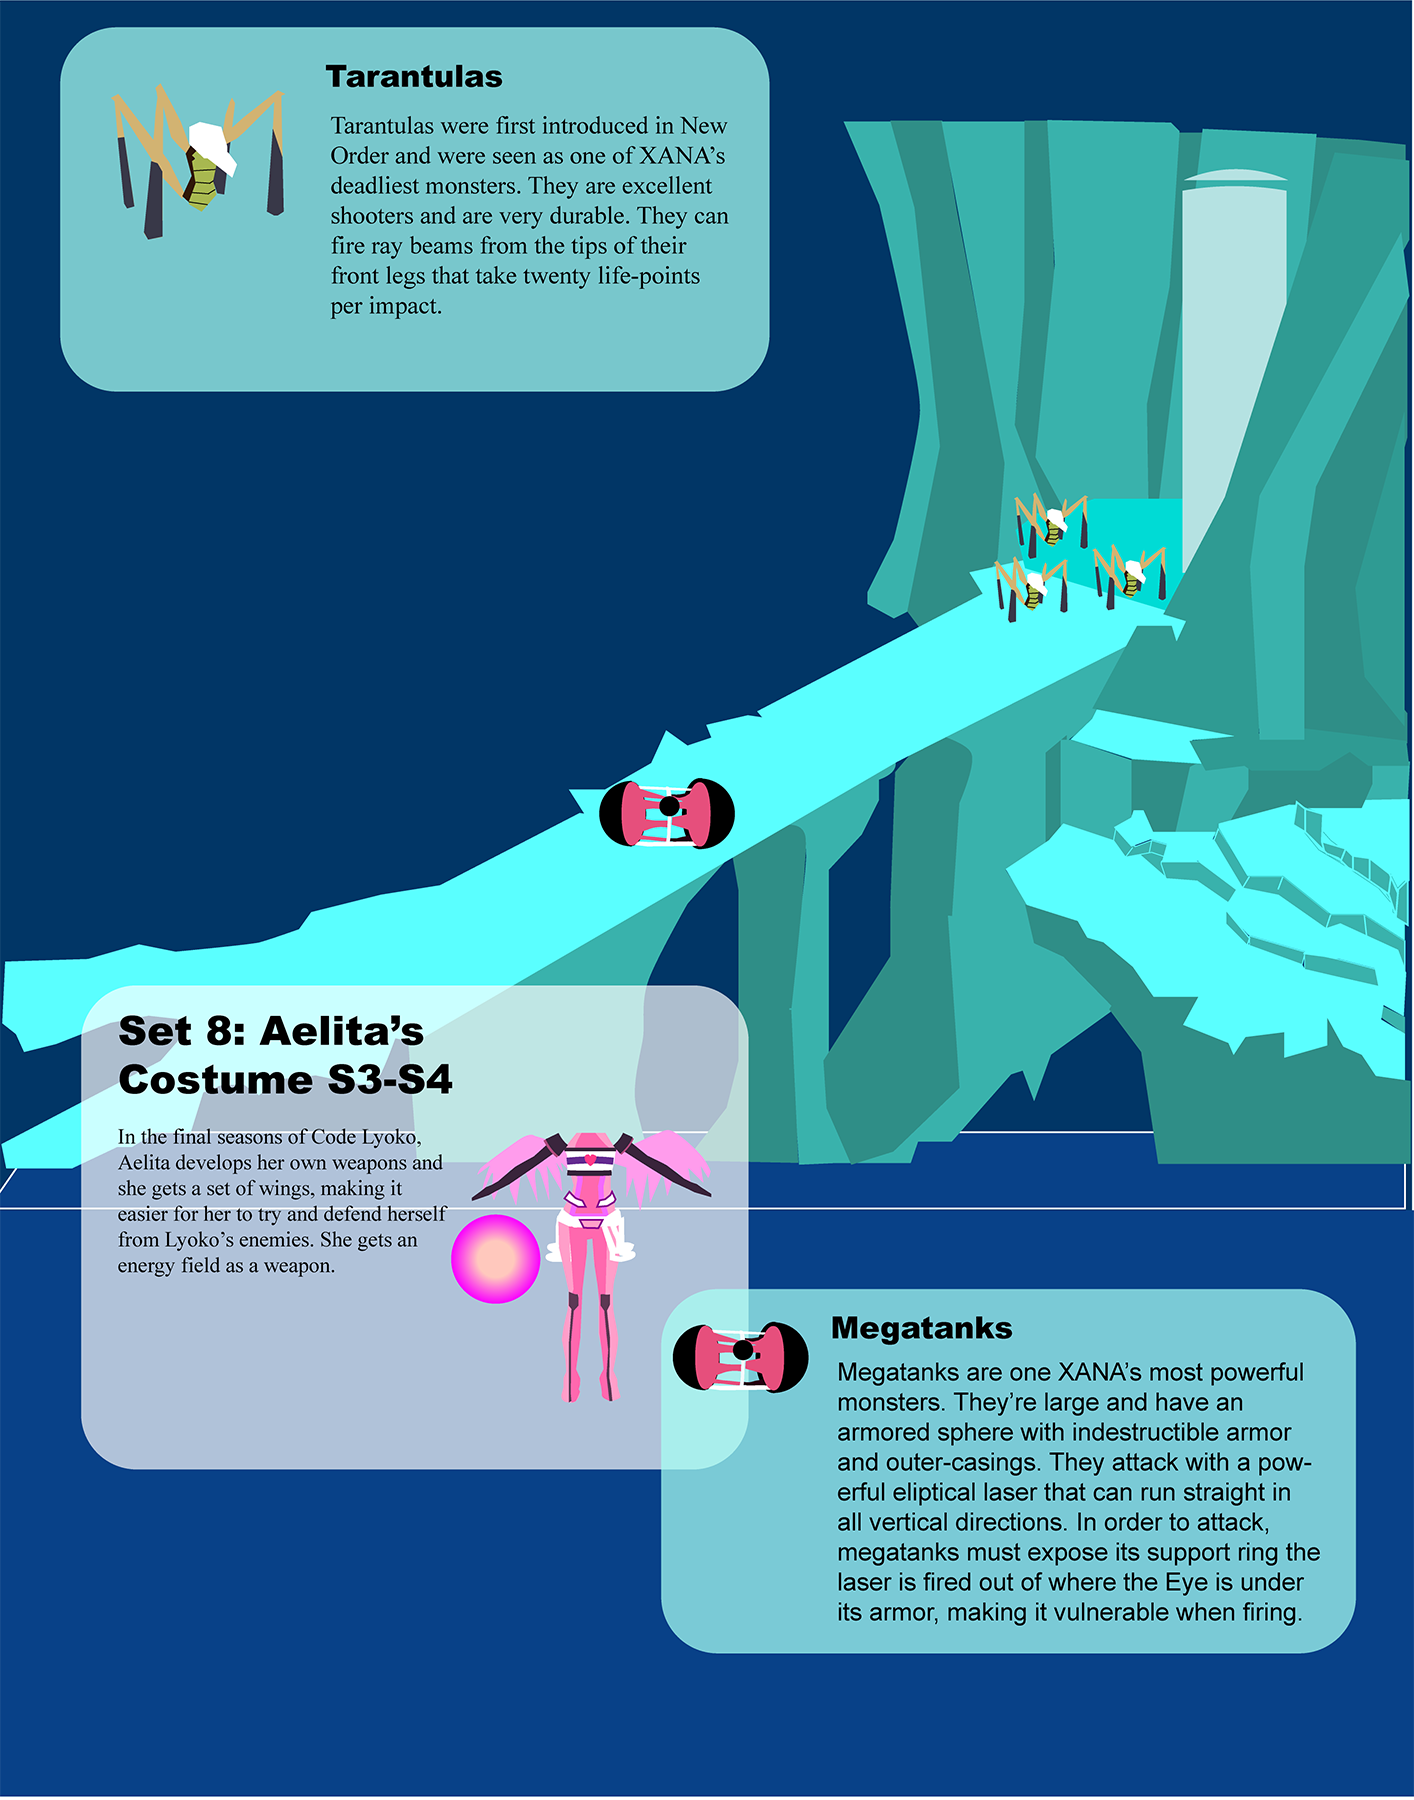 Tarantulas
Tarantulas were first introduced in New
Order and were seen as one of XANA’s
deadliest monsters. They are excellent
shooters and are very durable. They can
fire ray beams from the tips of their
front legs that take twenty life-points
per impact.
Set 8: Aelita’s
Costume S3-S4
In the final seasons of Code Lyoko,
Aelita develops her own weapons and
she gets a set of wings, making it
easier for her to try and defend herself
from Lyoko’s enemies. She gets an
energy field as a weapon.
Megatanks
Megatanks are one XANA’s most powerful
monsters. They’re large and have an
armored sphere with indestructible armor
and outer-casings. They attack with a pow-
erful eliptical laser that can run straight in
all vertical directions. In order to attack,
megatanks must expose its support ring the
laser is fired out of where the Eye is under
its armor, making it vulnerable when firing.